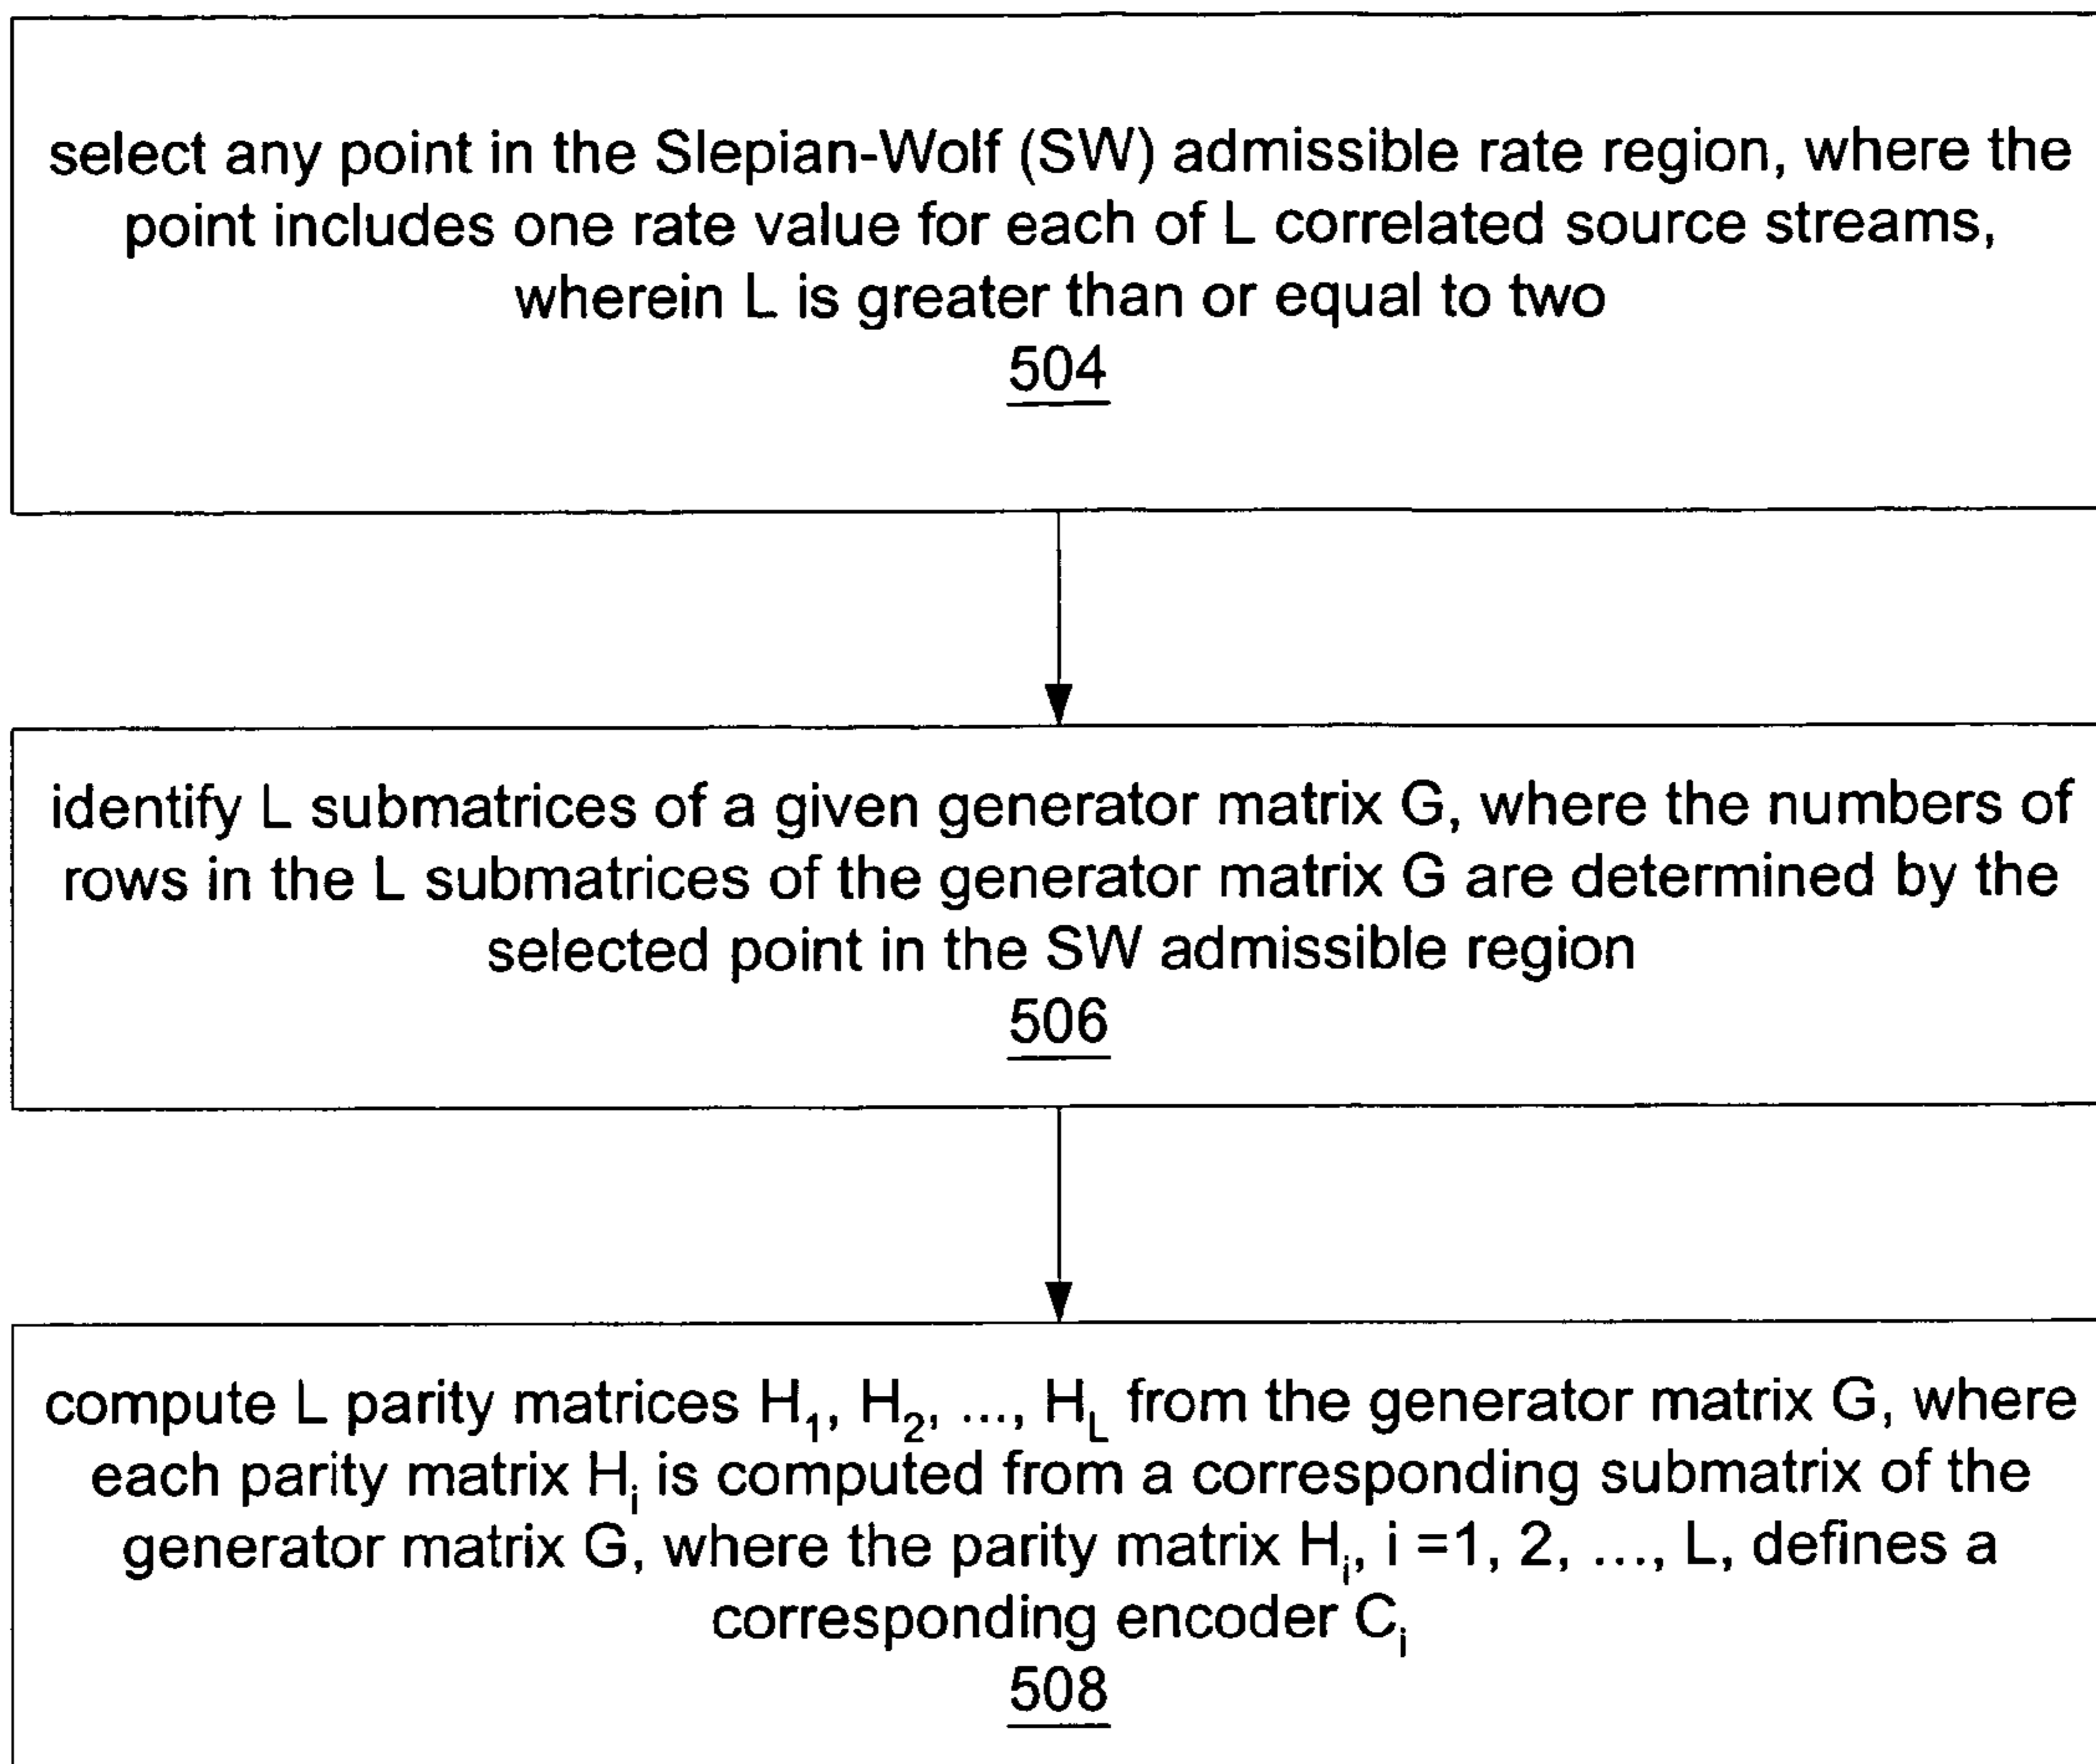 select any point in the Slepian-Wolf (SW) admissible rate region, where the
point includes one rate value for each of L correlated source streams,
wherein L is greater than or equal to two
504
identify L submatrices of a given generator matrix G, where the numbers of
rows in the L submatrices of the generator matrix G are determined by the
selected point in the SW admissible region
506
compute L parity matrices H₁, H₂, ..., H_L from the generator matrix G, where
each parity matrix Hᵢ is computed from a corresponding submatrix of the
generator matrix G, where the parity matrix Hᵢ, i =1, 2, ..., L, defines a
corresponding encoder Cᵢ
508